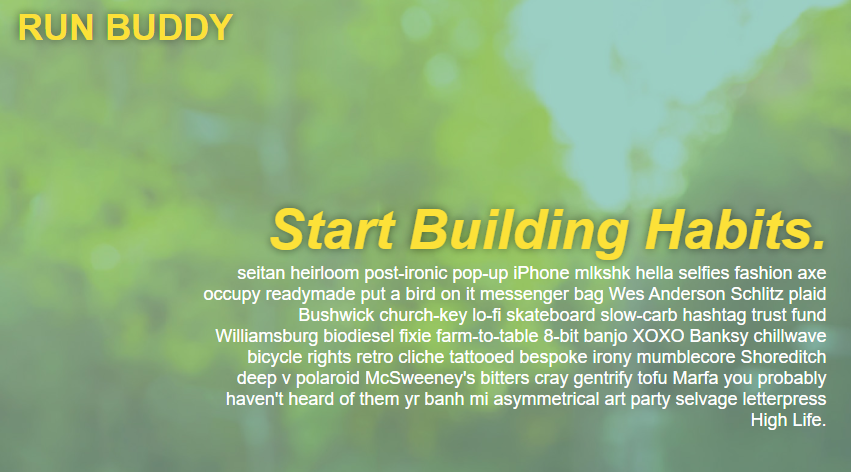 RUN BUDDY
Start Building Habits.
seitan heirloom post-ironic pop-up iPhone mlkshk hella selfies fashion axe
occupy readymade put a bird on it messenger bag Wes Anderson Schlitz plaid
Bushwick church-key lo-fi skateboard slow-carb hashtag trust fund
Williamsburg biodiesel fixie farm-to-table 8-bit banjo XOXO Banksy chillwave
bicycle rights retro cliche tattooed bespoke irony mumblecore Shoreditch
deep v polaroid McSweeney's bitters cray gentrify tofu Marfa you probably
haven't heard of them yr banh mi asymmetrical art party selvage letterpress
High Life.